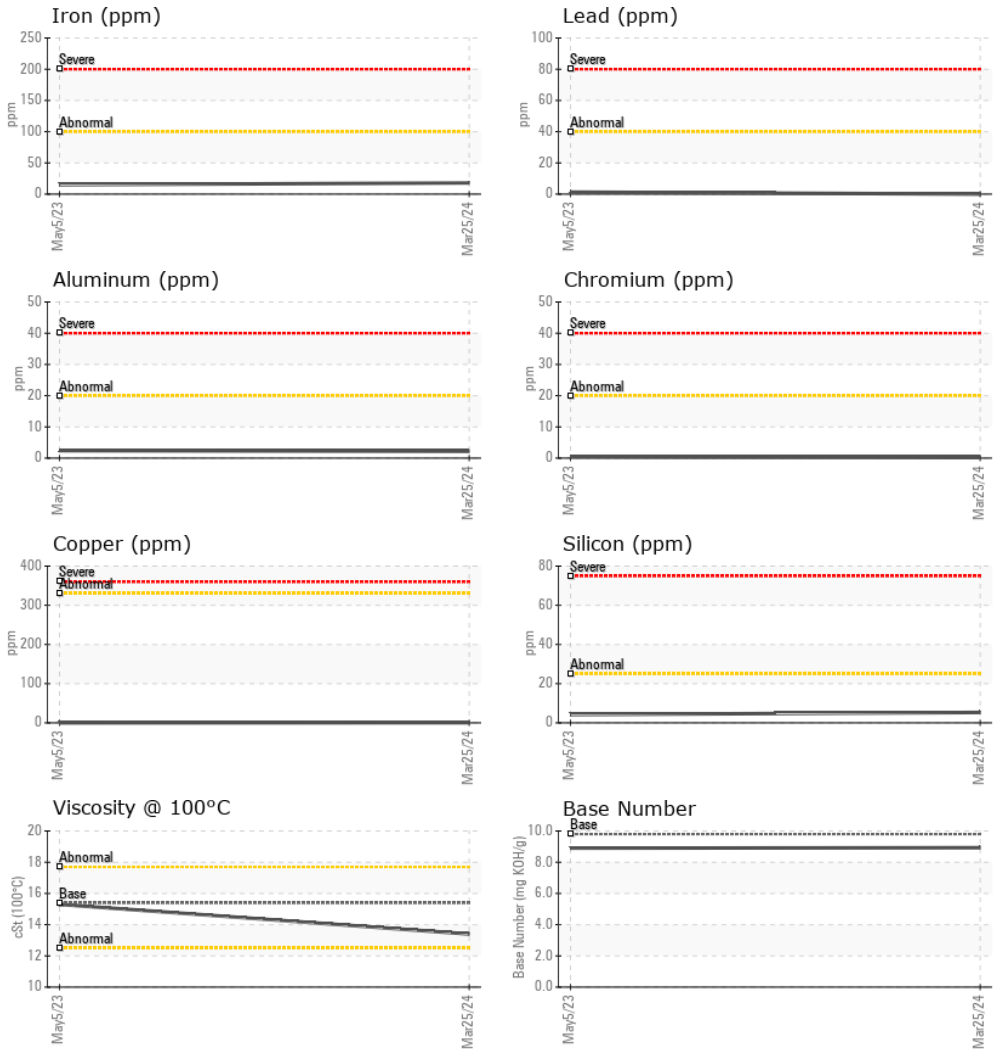 Iron (ppm)
250
200
150
100
50
0
ppm
Severe
Abnormal
May5/23
Mar25/24
Lead (ppm)
100
80
60
40
20
0
ppm
Severe
Abnormal
May5/23
Mar25/24
Aluminum (ppm)
50
40
30
20
10
0
ppm
Severe
Abnormal
May5/23
Mar25/24
Chromium (ppm)
50
40
30
20
10
0
ppm
Severe
Abnormal
May5/23
Mar25/24
Copper (ppm)
400
300
200
100
0
ppm
Severe
Abnormal
May5/23
Mar25/24
Silicon (ppm)
80
60
40
20
0
ppm
Severe
Abnormal
May5/23
Mar25/24
Viscosity @ 100°C
20
18
16
14
12
10
cSt (100°C)
Abnormal
Base
Abnormal
May5/23
Mar25/24
Base Number
10.0
8.0
6.0
4.0
2.0
0.0
Base Number (mg KOH/g)
Base
May5/23
Mar25/24